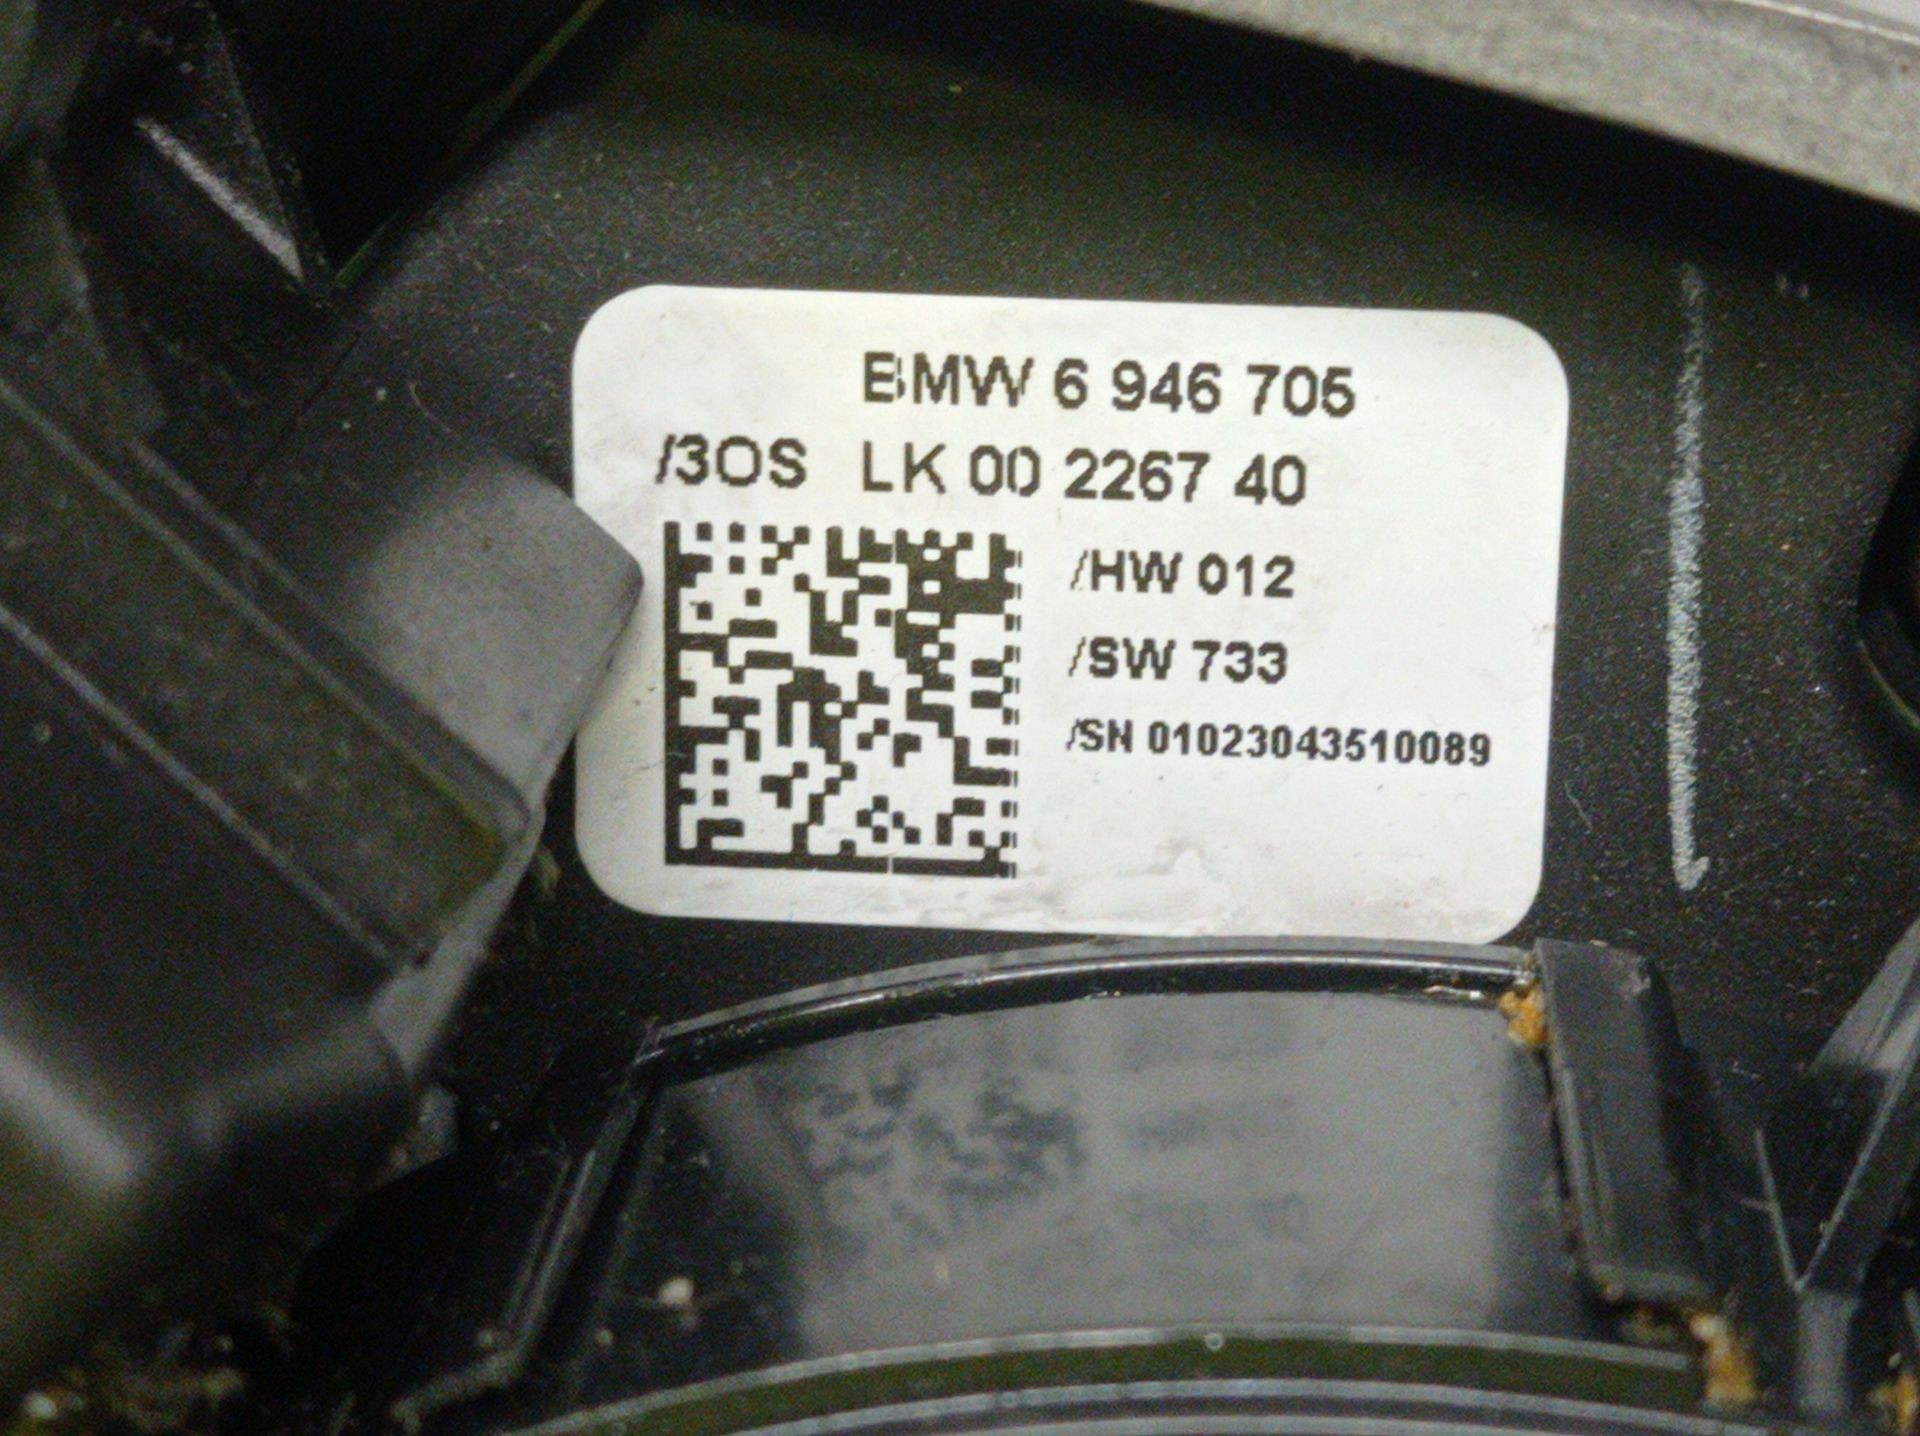 BMW 6 946 705
/3OS LK 00 2267 40
/HW 012
/SW 733
/SN 01023043510089